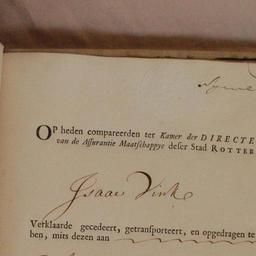 OP heden compareerden ter Kamer der DIRECTE
van de Assurantie Maatschappye deser Stad ROTTER
Isaac Vink
Verklaarde gecedeert, getransporteert, en opgedragen te
ben, mits dezen aan